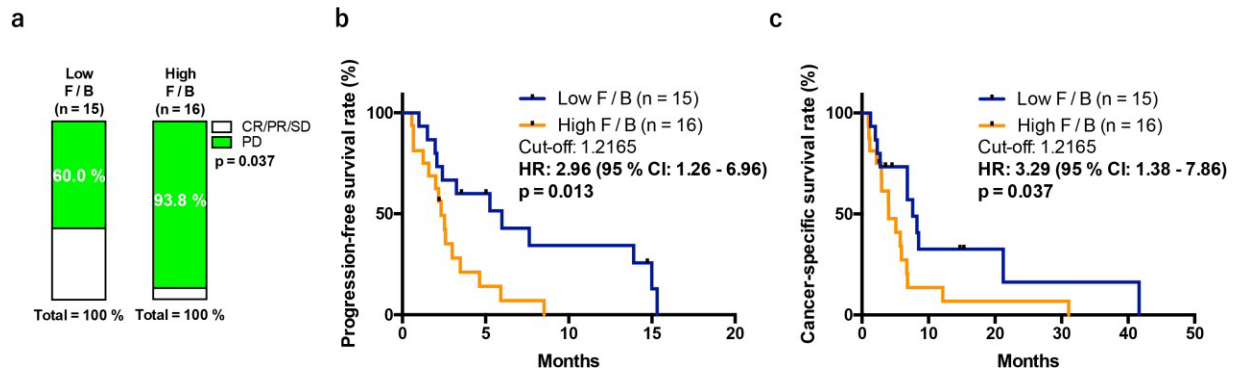 a
Low
F / B
(n = 15)
High
F / B
(n = 16)
CR/PR/SD
PD
p = 0.037
60.0 %
93.8 %
Total = 100 %
Total = 100 %
b
Progression-free survival rate (%)
100
50
0
Low F / B (n = 15)
High F / B (n = 16)
Cut-off: 1.2165
HR: 2.96 (95 % CI: 1.26 - 6.96)
p = 0.013
0 5 10 15 20
Months
c
Cancer-specific survival rate (%)
100
50
0
Low F / B (n = 15)
High F / B (n = 16)
Cut-off: 1.2165
HR: 3.29 (95 % CI: 1.38 - 7.86)
p = 0.037
0 10 20 30 40 50
Months